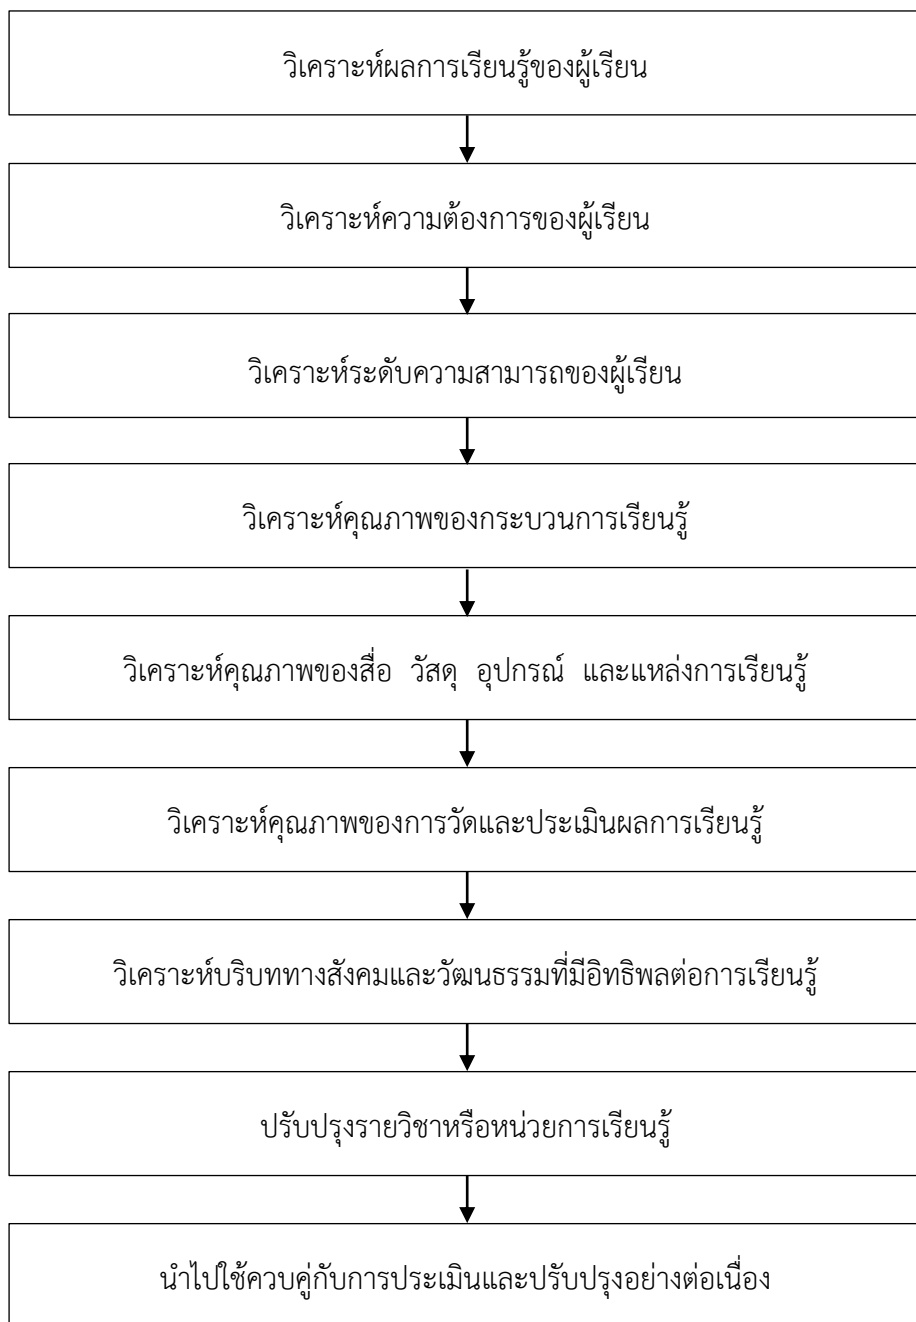 วิเคราะห์ผลการเรียนรู้ของผู้เรียน
วิเคราะห์ความต้องการของผู้เรียน
วิเคราะห์ระดับความสามารถของผู้เรียน
วิเคราะห์คุณภาพของกระบวนการเรียนรู้
วิเคราะห์คุณภาพของสื่อ วัสดุ อุปกรณ์ และแหล่งการเรียนรู้
วิเคราะห์คุณภาพของการวัดและประเมินผลการเรียนรู้
วิเคราะห์บริบททางสังคมและวัฒนธรรมที่มีอิทธิพลต่อการเรียนรู้
ปรับปรุงรายวิชาหรือหน่วยการเรียนรู้
นำไปใช้ควบคู่กับการประเมินและปรับปรุงอย่างต่อเนื่อง